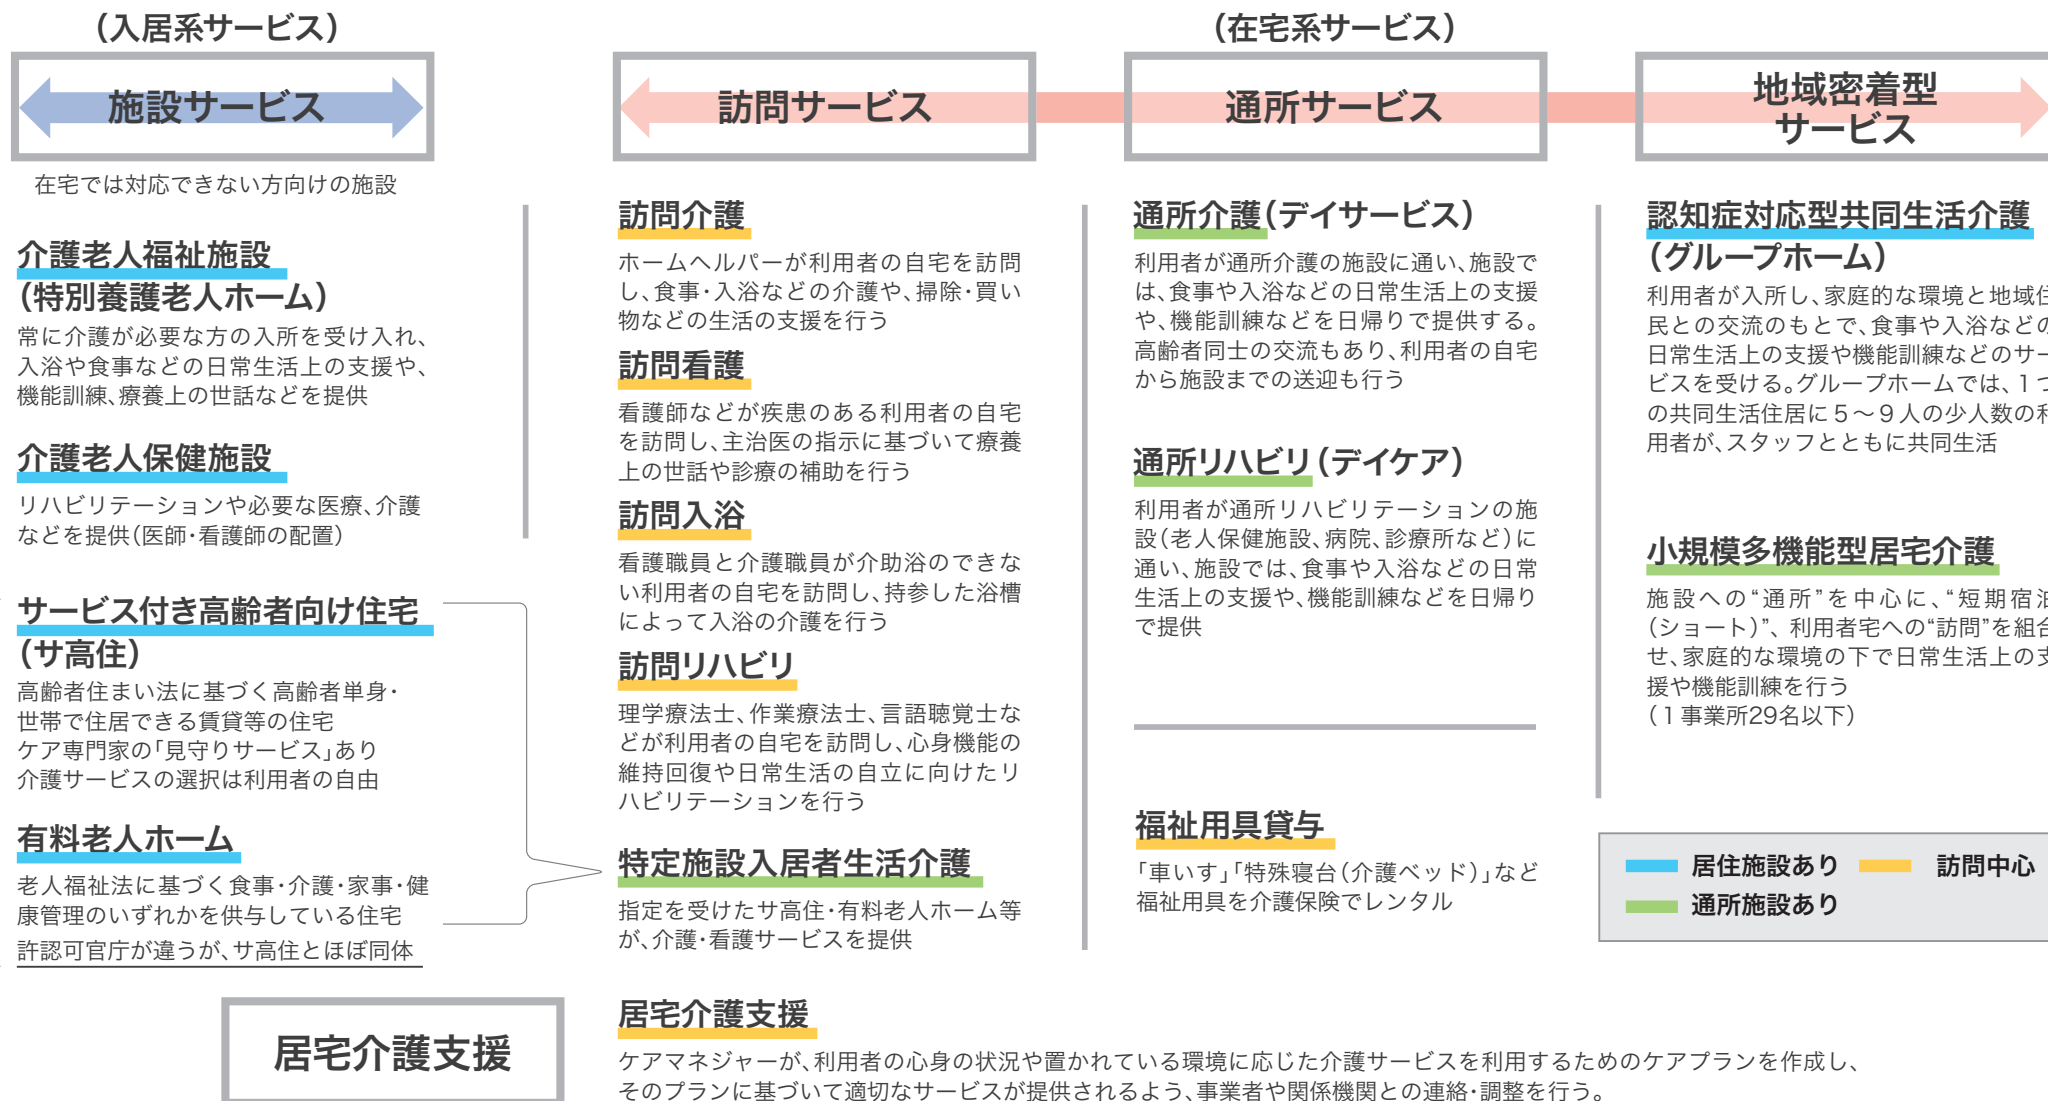 (入居系サービス)
施設サービス
在宅では対応できない方向けの施設
介護老人福祉施設
(特別養護老人ホーム)
常に介護が必要な方の入所を受け入れ、
入浴や食事などの日常生活上の支援や、
機能訓練、療養上の世話などを提供
介護老人保健施設
リハビリテーションや必要な医療、介護
などを提供(医師・看護師の配置)
サービス付き高齢者向け住宅
(サ高住)
高齢者住まい法に基づく高齢者単身・
世帯で住居できる賃貸等の住宅
ケア専門家の「見守りサービス」あり
介護サービスの選択は利用者の自由
有料老人ホーム
老人福祉法に基づく食事・介護・家事・健
康管理のいずれかを供与している住宅
許認可官庁が違うが、サ高住とほぼ同体
(在宅系サービス)
訪問サービス
訪問介護
ホームヘルパーが利用者の自宅を訪問
し、食事・入浴などの介護や、掃除・買い
物などの生活の支援を行う
訪問看護
看護師などが疾患のある利用者の自宅
を訪問し、主治医の指示に基づいて療養
上の世話や診療の補助を行う
訪問入浴
看護職員と介護職員が介助浴のできな
い利用者の自宅を訪問し、持参した浴槽
によって入浴の介護を行う
訪問リハビリ
理学療法士、作業療法士、言語聴覚士な
どが利用者の自宅を訪問し、心身機能の
維持回復や日常生活の自立に向けたリ
ハビリテーションを行う
特定施設入居者生活介護
指定を受けたサ高住・有料老人ホーム等
が、介護・看護サービスを提供
通所サービス
通所介護(デイサービス)
利用者が通所介護の施設に通い、施設で
は、食事や入浴などの日常生活上の支援
や、機能訓練などを日帰りで提供する。
高齢者同士の交流もあり、利用者の自宅
から施設までの送迎も行う
通所リハビリ(デイケア)
利用者が通所リハビリテーションの施
設(老人保健施設、病院、診療所など)に
通い、施設では、食事や入浴などの日常
生活上の支援や、機能訓練などを日帰り
で提供
福祉用具貸与
「車いす」「特殊寝台(介護ベッド)」など
福祉用具を介護保険でレンタル
地域密着型
サービス
認知症対応型共同生活介護
(グループホーム)
利用者が入所し、家庭的な環境と地域住
民との交流のもとで、食事や入浴などの
日常生活上の支援や機能訓練などのサー
ビスを受ける。グループホームでは、1つ
の共同生活住居に5〜9人の少人数の利
用者が、スタッフとともに共同生活
小規模多機能型居宅介護
施設への“通所”を中心に、“短期宿泊
(ショート)”、利用者宅への“訪問”を組合
せ、家庭的な環境の下で日常生活上の支
援や機能訓練を行う
(1事業所29名以下)
居住施設あり 訪問中心
通所施設あり
居宅介護支援
居宅介護支援
ケアマネジャーが、利用者の心身の状況や置かれている環境に応じた介護サービスを利用するためのケアプランを作成し、
そのプランに基づいて適切なサービスが提供されるよう、事業者や関係機関との連絡・調整を行う。